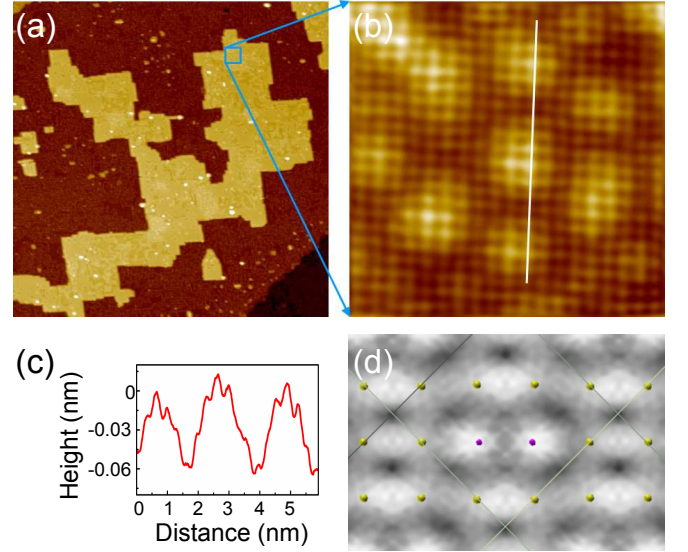 (a)
(b)
(c)
Height (nm)
0
-0.03
-0.06
0 1 2 3 4 5
Distance (nm)
(d)